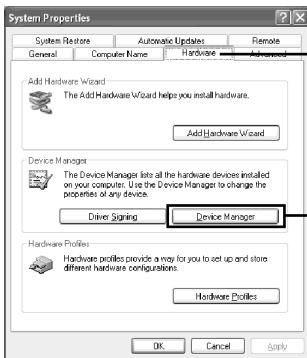 System Properties
System Restore Automatic Updates Remote
General Computer Name Hardware Advanced
Add Hardware Wizard
The Add Hardware Wizard helps you install hardware.
Add Hardware Wizard
Device Manager
The Device Manager lists all the hardware devices installed
on your computer. Use the Device Manager to change the
properties of any device.
Driver Signing Device Manager
Hardware Profiles
Hardware profiles provide a way for you to set up and store
different hardware configurations.
Hardware Profiles
OK Cancel Apply